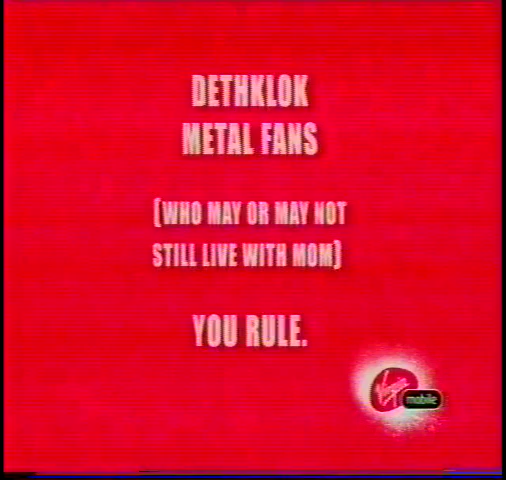 DETHKLOK
METAL FANS
[WHO MAY OR MAY NOT
STILL LIVE WITH MOM]
YOU RULE.
Virgin
mobile